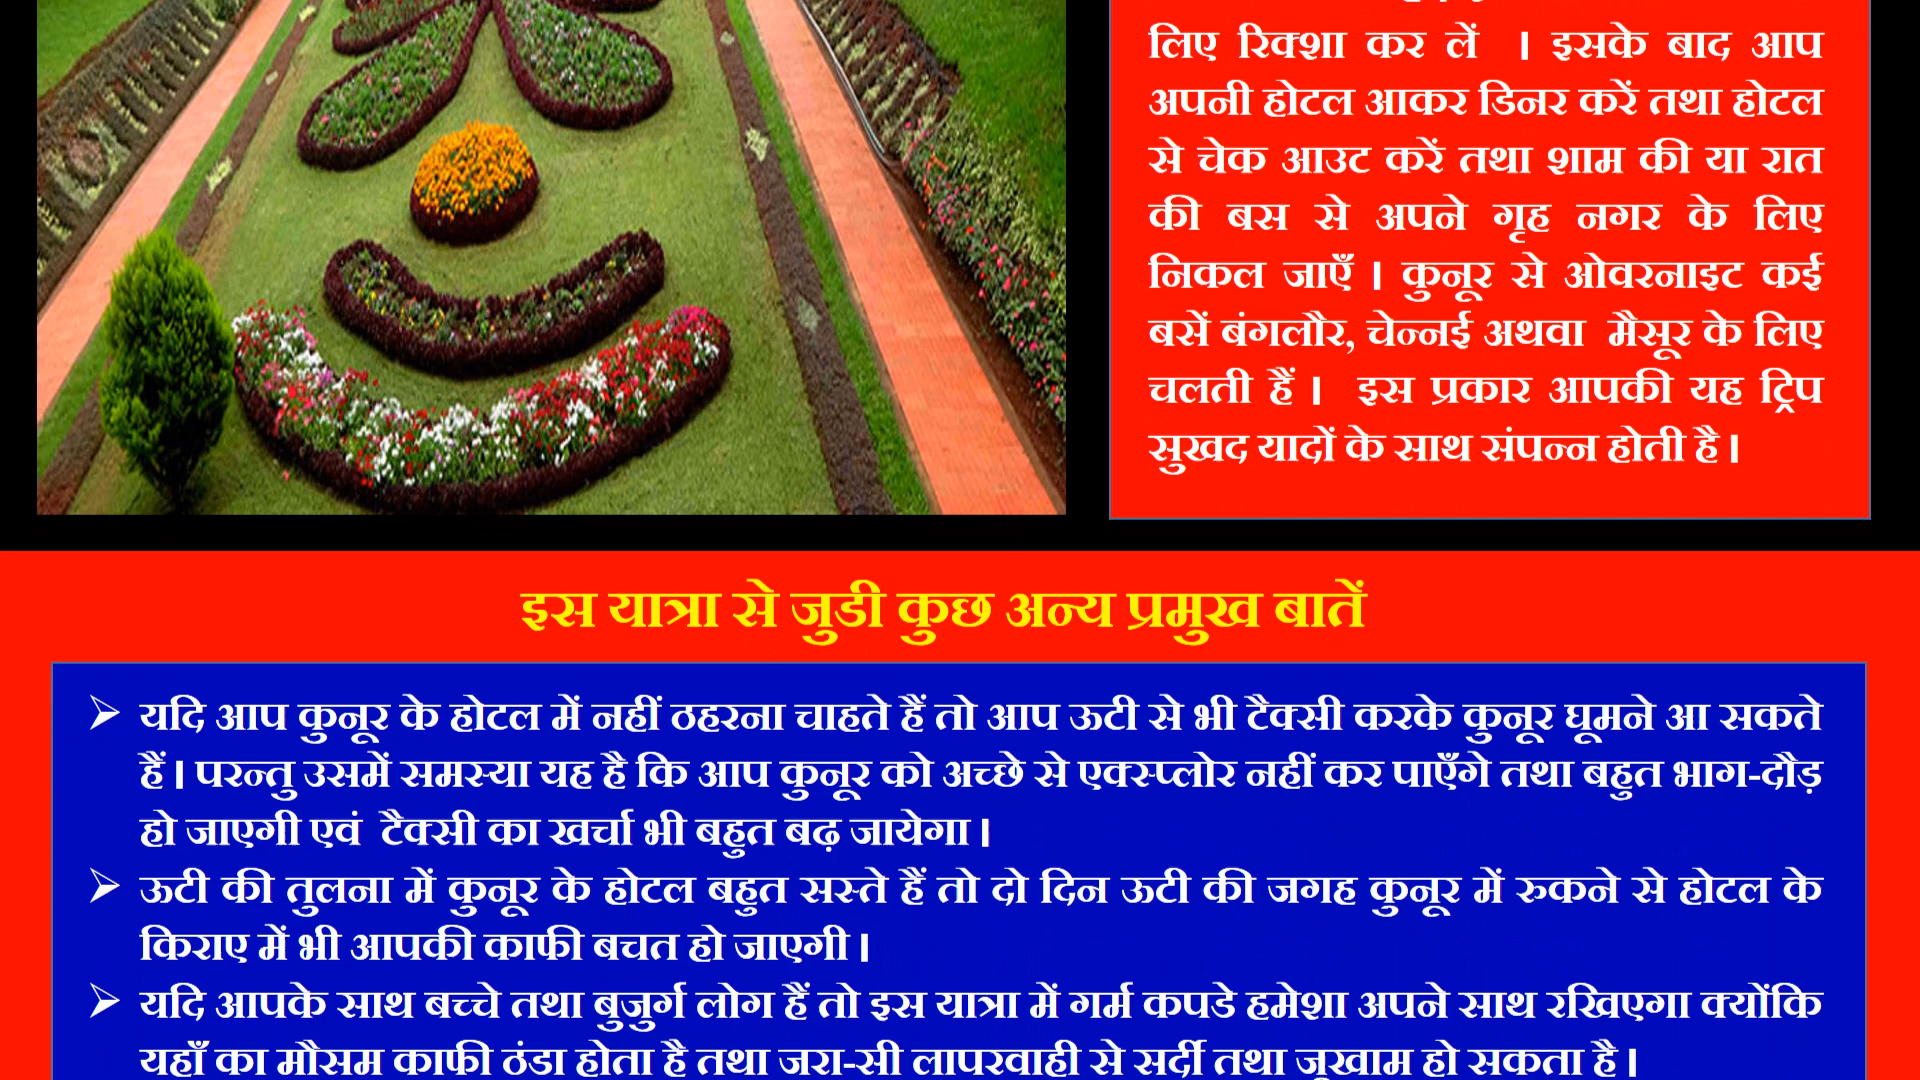 लिए रिक्शा कर लें । इसके बाद आप
अपनी होटल आकर डिनर करें तथा होटल
से चेक आउट करें तथा शाम की या रात
की बस से अपने गृह नगर के लिए
निकल जाएँ । कुनूर से ओवरनाइट कई
बसें बंगलौर, चेन्नई अथवा मैसूर के लिए
चलती हैं । इस प्रकार आपकी यह ट्रिप
सुखद यादों के साथ संपन्न होती है ।
इस यात्रा से जुडी कुछ अन्य प्रमुख बातें
➢ यदि आप कुनूर के होटल में नहीं ठहरना चाहते हैं तो आप ऊटी से भी टैक्सी करके कुनूर घूमने आ सकते
हैं । परन्तु उसमें समस्या यह है कि आप कुनूर को अच्छे से एक्स्प्लोर नहीं कर पाएँगे तथा बहुत भाग-दौड़
हो जाएगी एवं टैक्सी का खर्चा भी बहुत बढ़ जायेगा ।
➢ ऊटी की तुलना में कुनूर के होटल बहुत सस्ते हैं तो दो दिन ऊटी की जगह कुनूर में रुकने से होटल के
किराए में भी आपकी काफी बचत हो जाएगी ।
➢ यदि आपके साथ बच्चे तथा बुजुर्ग लोग हैं तो इस यात्रा में गर्म कपडे हमेशा अपने साथ रखिएगा क्योंकि
यहाँ का मौसम काफी ठंडा होता है तथा जरा-सी लापरवाही से सर्दी तथा जुखाम हो सकता है ।